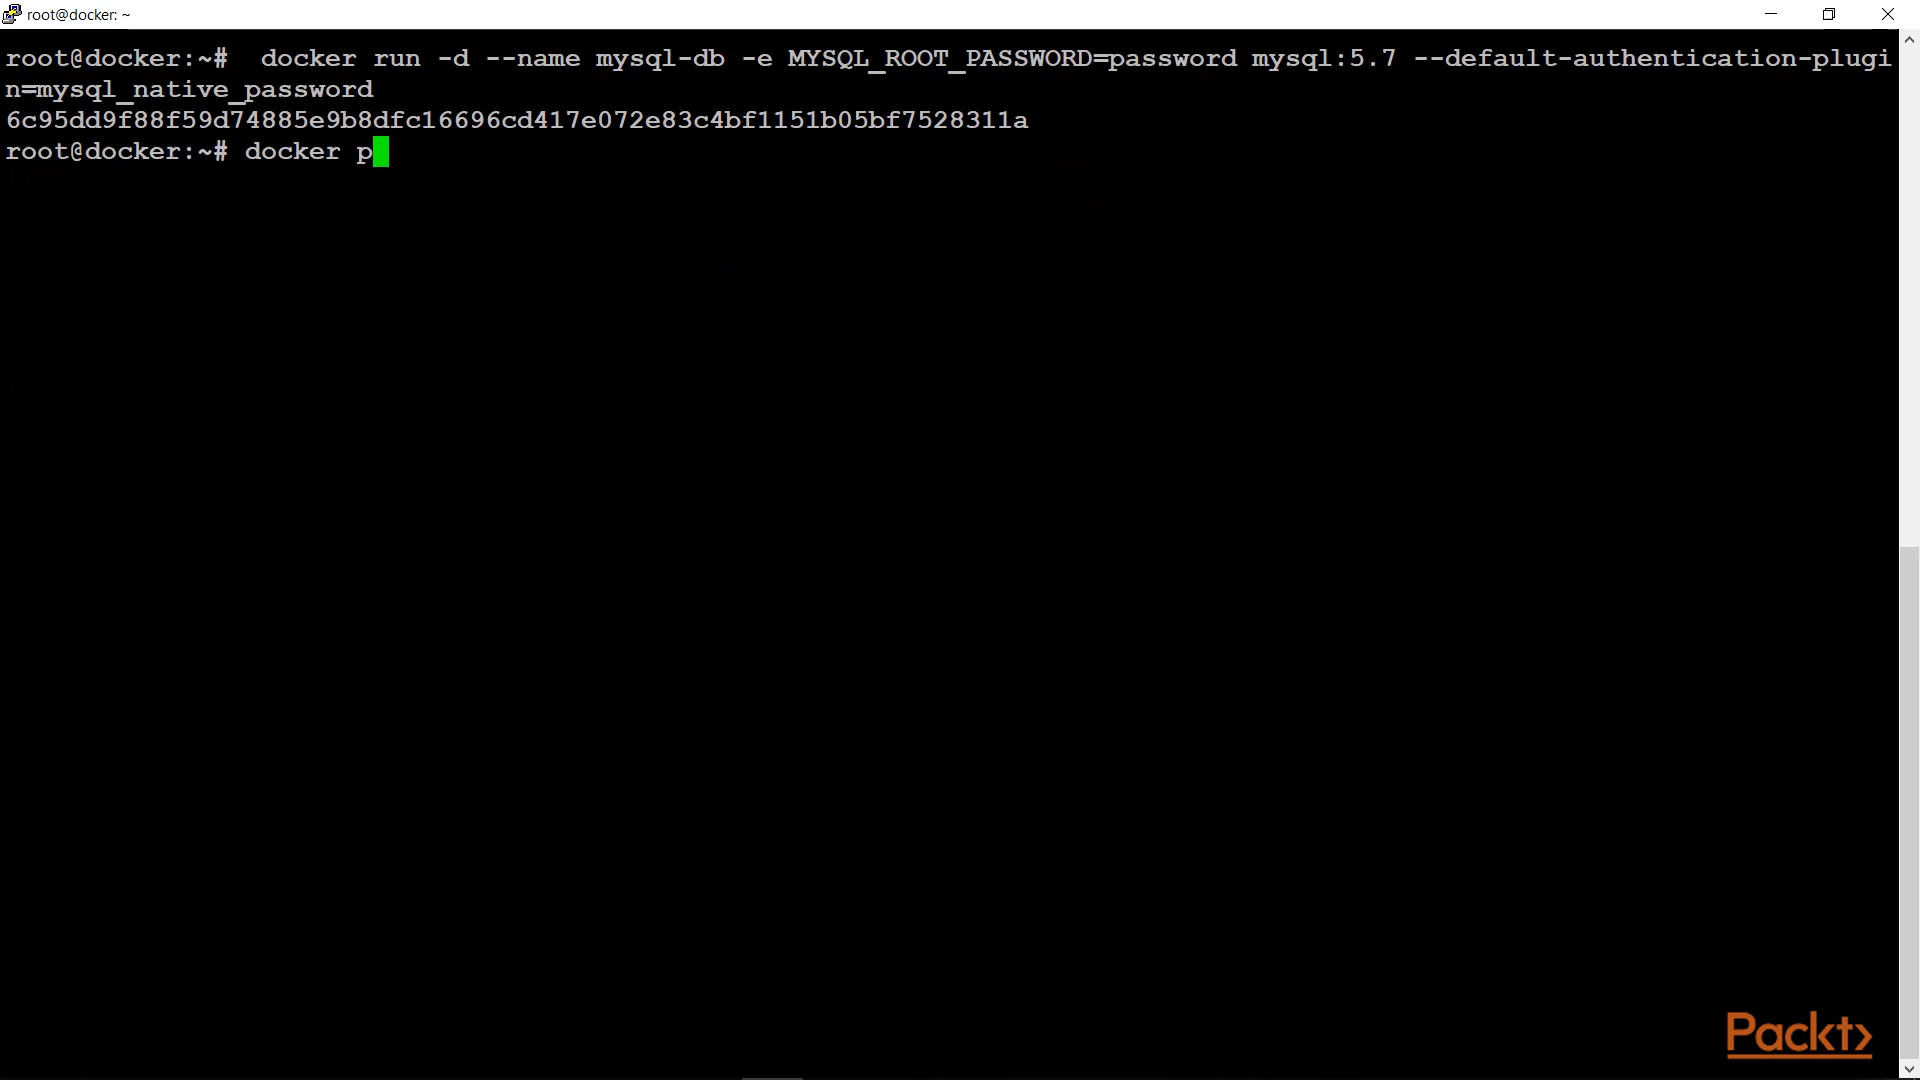 root@docker: ~
root@docker:~#  docker run -d --name mysql-db -e MYSQL_ROOT_PASSWORD=password mysql:5.7 --default-authentication-plugi
n=mysql_native_password
6c95dd9f88f59d74885e9b8dfc16696cd417e072e83c4bf1151b05bf7528311a
root@docker:~# docker p
Packt>